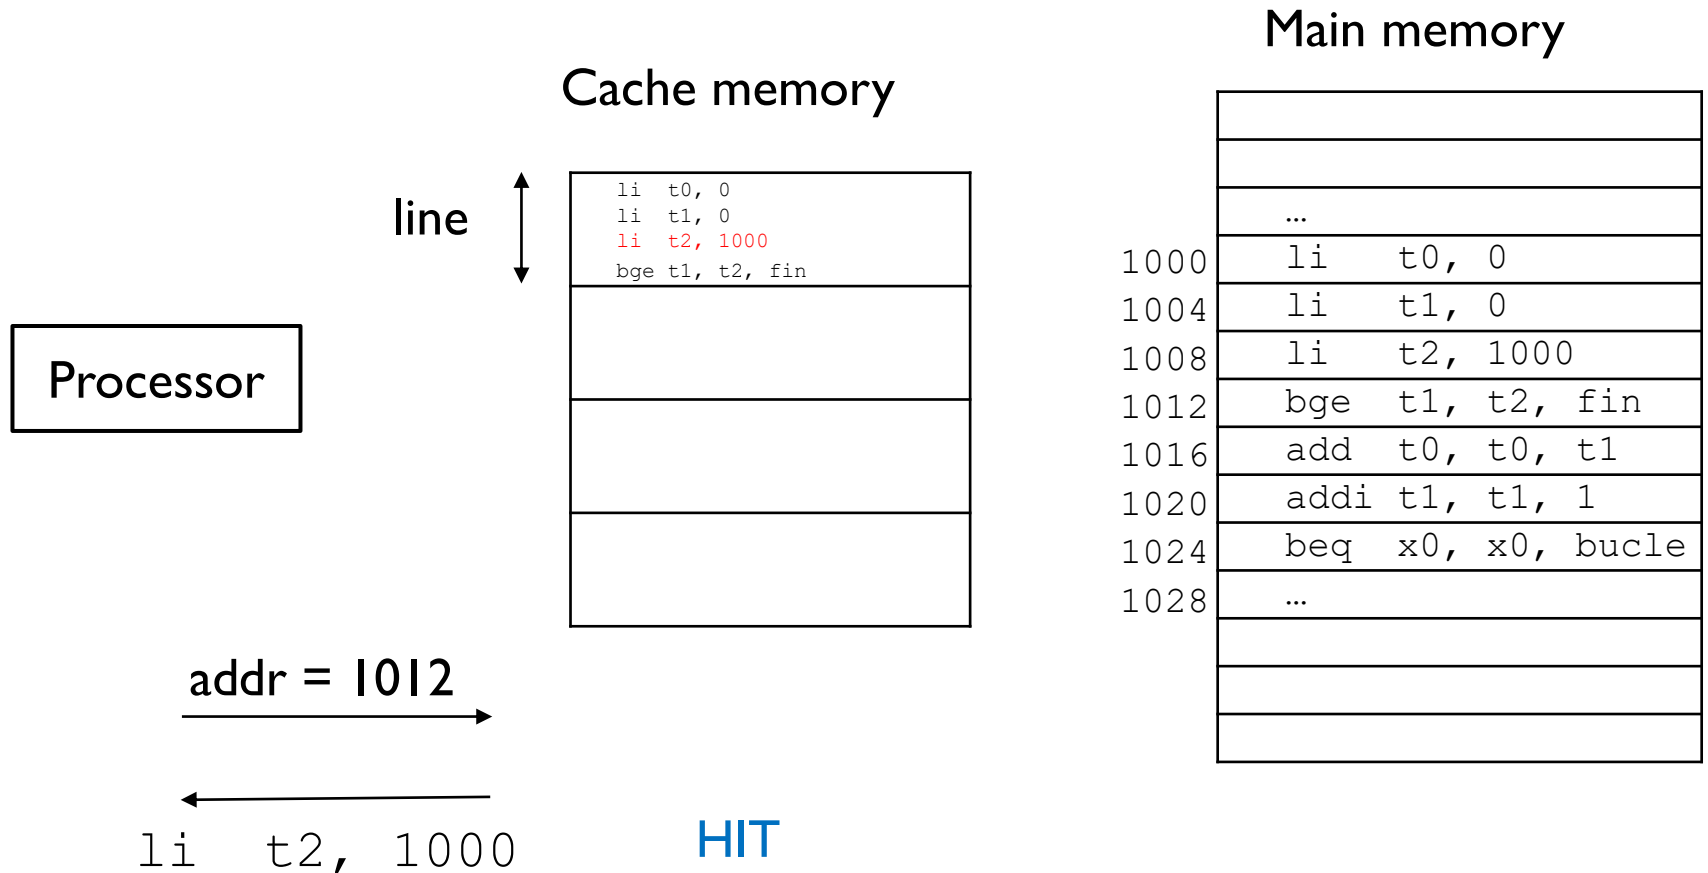 Main memory
Cache memory
line
li t0, 0
li t1, 0
li t2, 1000
bge t1, t2, fin
Processor
…
1000 li t0, 0
1004 li t1, 0
1008 li t2, 1000
1012 bge t1, t2, fin
1016 add t0, t0, t1
1020 addi t1, t1, 1
1024 beq x0, x0, bucle
1028 …
addr = 1012
li t2, 1000
HIT